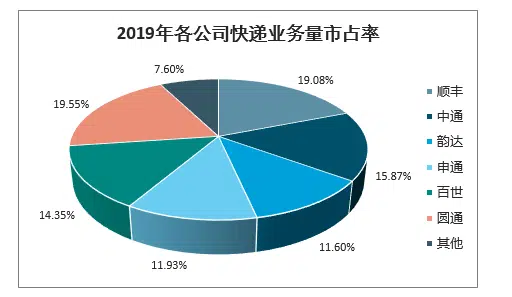 2019年各公司快递业务量市占率
7.60%
19.08%
19.55%
15.87%
14.35%
11.60%
11.93%
顺丰
中通
韵达
申通
百世
圆通
其他